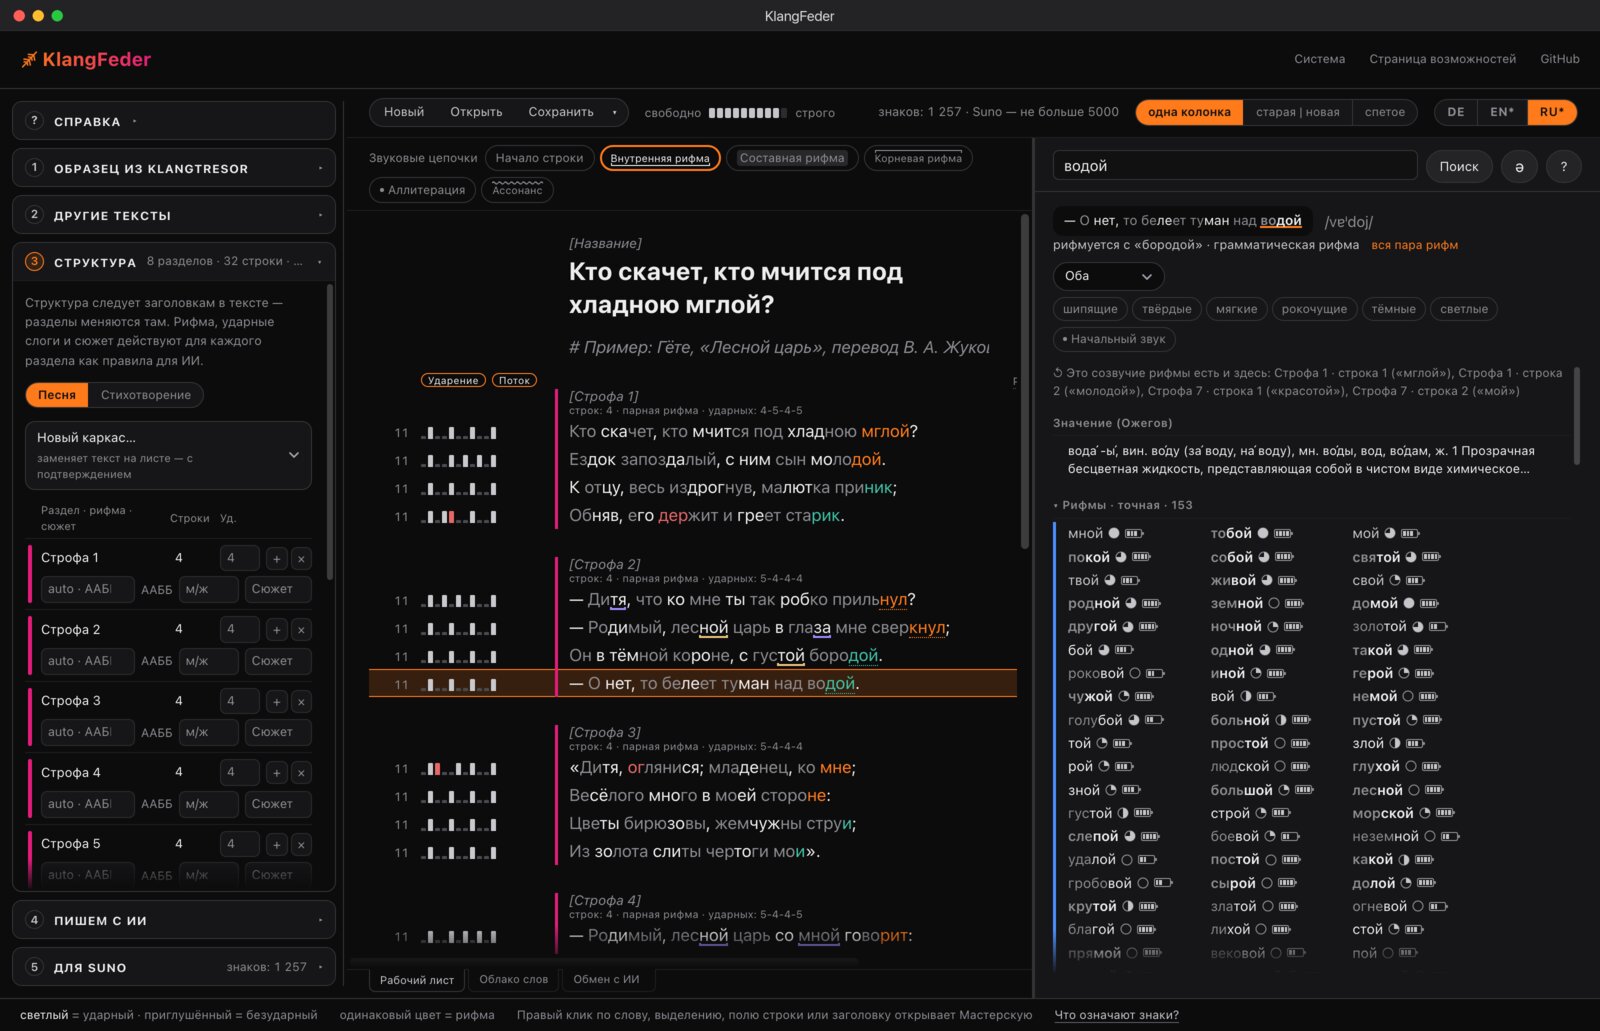 KlangFeder
KlangFeder
Система Страница возможностей GitHub
? СПРАВКА
1 ОБРАЗЕЦ ИЗ KLANGTRESOR
2 ДРУГИЕ ТЕКСТЫ
3 СТРУКТУРА 8 разделов · 32 строки · ...
Структура следует заголовкам в тексте —
разделы меняются там. Рифма, ударные
слоги и сюжет действуют для каждого
раздела как правила для ИИ.
Песня Стихотворение
Новый каркас...
заменяет текст на листе — с
подтверждением
Раздел · рифма · сюжет Строки Уд.
Строфа 1 4 4 + ×
auto · ААБ ААББ м/ж Сюжет
Строфа 2 4 4 + ×
auto · ААБ ААББ м/ж Сюжет
Строфа 3 4 4 + ×
auto · ААБ ААББ м/ж Сюжет
Строфа 4 4 4 + ×
auto · ААБ ААББ м/ж Сюжет
Строфа 5 4 4 + ×
auto · ААБ ААББ м/ж Сюжет
4 ПИШЕМ С ИИ
5 ДЛЯ SUNO знаков: 1 257
Новый Открыть Сохранить свободно строго знаков: 1 257 · Suno — не больше 5000 одна колонка старая | новая спетое DE EN* RU*
Звуковые цепочки Начало строки Внутренняя рифма Составная рифма Корневая рифма
• Аллитерация Ассонанс
[Название]
Кто скачет, кто мчится под
хладною мглой?
# Пример: Гёте, «Лесной царь», перевод В. А. Жуко
Ударение Поток
[Строфа 1]
строк: 4 · парная рифма · ударных: 4-5-4-5
11 Кто скачет, кто мчится под хладною мглой?
11 Ездок запоздалый, с ним сын молодой.
11 К отцу, весь издрогнув, малютка приник;
11 Обняв, его держит и греет старик.
[Строфа 2]
строк: 4 · парная рифма · ударных: 5-4-4-4
11 — Дитя, что ко мне ты так робко прильнул?
11 — Родимый, лесной царь в глаза мне сверкнул;
11 Он в тёмной короне, с густой бородой.
11 — О нет, то белеет туман над водой.
[Строфа 3]
строк: 4 · парная рифма · ударных: 5-4-4-4
11 «Дитя, оглянися; младенец, ко мне;
11 Весёлого много в моей стороне:
11 Цветы бирюзовы, жемчужны струи;
11 Из золота слиты чертоги мои».
[Строфа 4]
строк: 4 · парная рифма · ударных: 5-4-4-5
11 — Родимый, лесной царь со мной говорит:
Рабочий лист Облако слов Обмен с ИИ
водой Поиск ə ?
— О нет, то белеет туман над водой /vɐˈdoj/
рифмуется с «бородой» · грамматическая рифма вся пара рифм
Оба
шипящие твёрдые мягкие рокочущие тёмные светлые
• Начальный звук
↺ Это созвучие рифмы есть и здесь: Строфа 1 · строка 1 («мглой»), Строфа 1 · строка
2 («молодой»), Строфа 7 · строка 1 («красотой»), Строфа 7 · строка 2 («мой»)
Значение (Ожегов)
вода́ -ы́, вин. во́ду (за́ воду, на́ воду), мн. во́ды, вод, во́дам, ж. 1 Прозрачная
бесцветная жидкость, представляющая собой в чистом виде химическое...
Рифмы · точная · 153
мной тобой мой
покой собой святой
твой живой свой
родной земной домой
другой ночной золотой
бой одной такой
роковой иной герой
чужой вой немой
голубой больной пустой
той простой злой
рой людской глухой
зной большой лесной
густой строй морской
слепой боевой неземной
удалой постой какой
гробовой сырой долой
крутой златой огневой
благой лихой стой
прямой вековой пой
светлый = ударный · приглушённый = безударный одинаковый цвет = рифма Правый клик по слову, выделению, полю строки или заголовку открывает Мастерскую Что означают знаки?